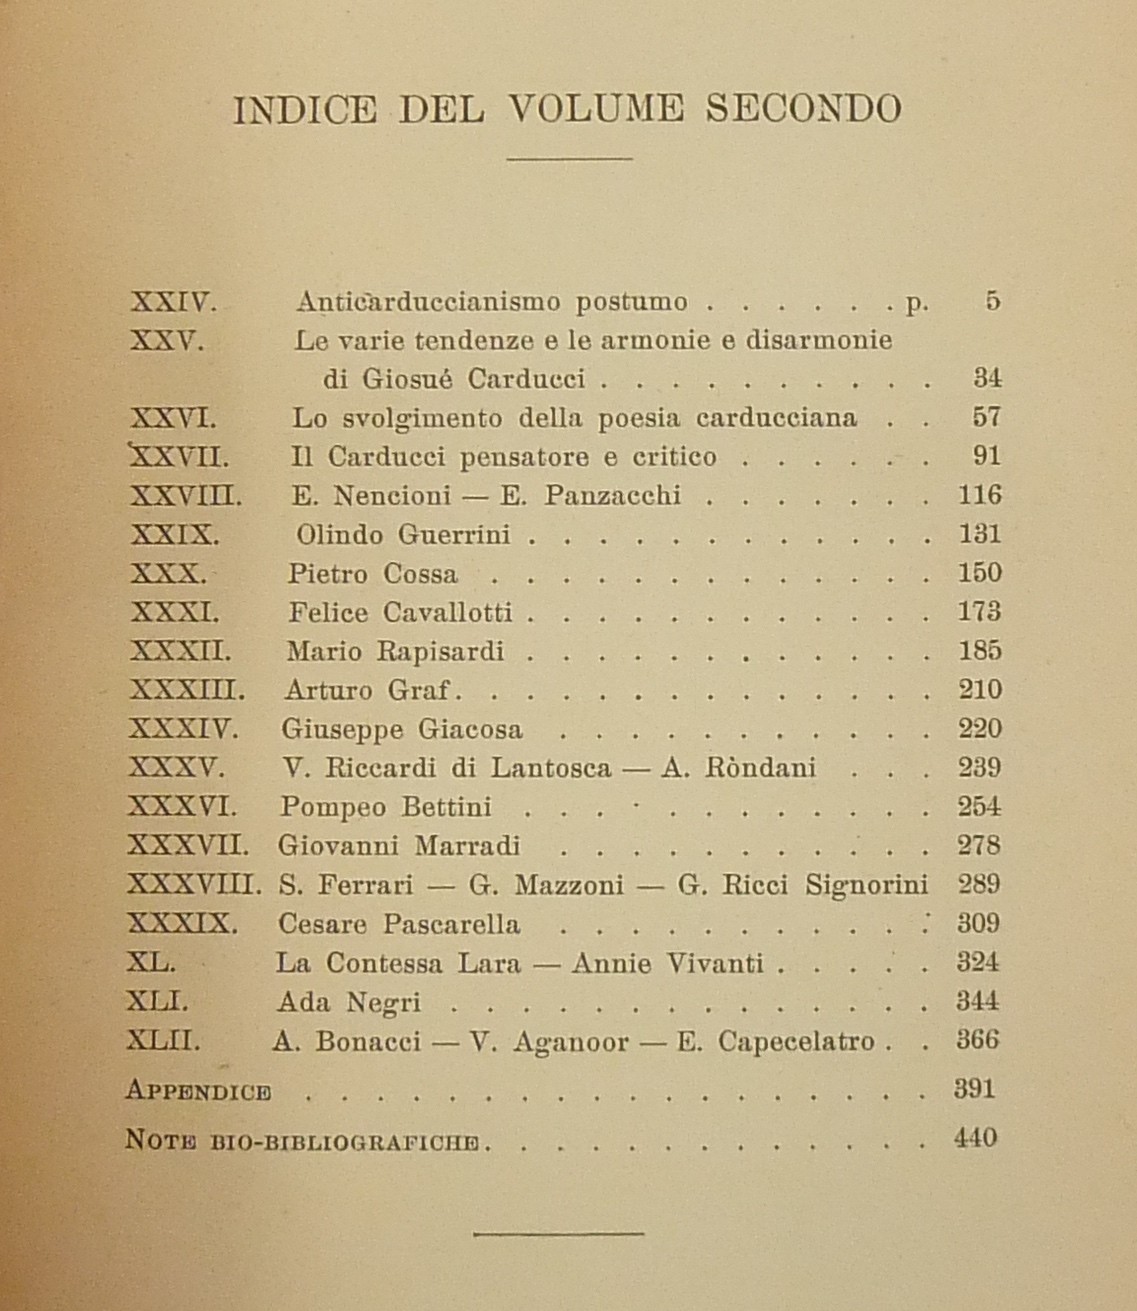 INDICE DEL VOLUME SECONDO
XXIV. Anticarduccianismo postumo . . . . . . p. 5
XXV. Le varie tendenze e le armonie e disarmonie
di Giosué Carducci . . . . . . . . . . 34
XXVI. Lo svolgimento della poesia carducciana . . 57
XXVII. Il Carducci pensatore e critico . . . . . . 91
XXVIII. E. Nencioni — E. Panzacchi . . . . . . . 116
XXIX. Olindo Guerrini . . . . . . . . . . . . 131
XXX. Pietro Cossa . . . . . . . . . . . . . 150
XXXI. Felice Cavallotti . . . . . . . . . . . . 173
XXXII. Mario Rapisardi . . . . . . . . . . . . 185
XXXIII. Arturo Graf . . . . . . . . . . . . . . 210
XXXIV. Giuseppe Giacosa . . . . . . . . . . . 220
XXXV. V. Riccardi di Lantosca — A. Ròndani . . . 239
XXXVI. Pompeo Bettini . . . . . . . . . . . . 254
XXXVII. Giovanni Marradi . . . . . . . . . . . 278
XXXVIII. S. Ferrari — G. Mazzoni — G. Ricci Signorini 289
XXXIX. Cesare Pascarella . . . . . . . . . . . 309
XL. La Contessa Lara — Annie Vivanti . . . . . 324
XLI. Ada Negri . . . . . . . . . . . . . . 344
XLII. A. Bonacci — V. Aganoor — E. Capecelatro . . 366
APPENDICE . . . . . . . . . . . . . . . . . . 391
NOTE BIO-BIBLIOGRAFICHE . . . . . . . . . . . . . 440